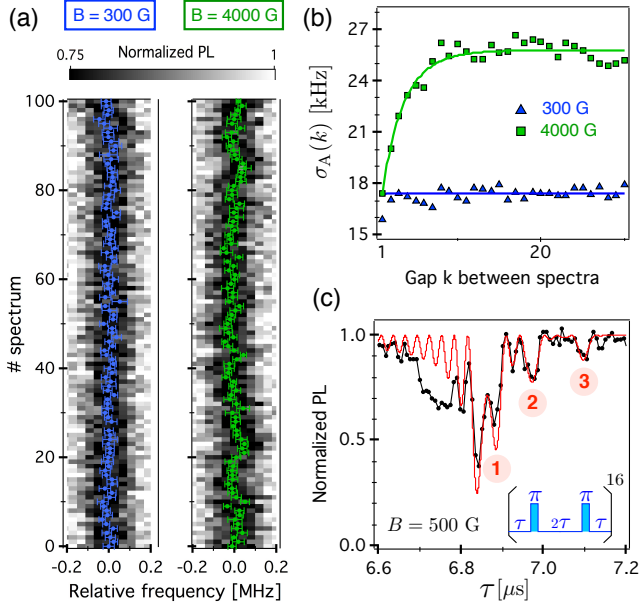 (a)
B = 300 G
B = 4000 G
Normalized PL
0.75
1
# spectrum
100
80
60
40
20
0
-0.2
0.0
0.2
-0.2
0.0
0.2
Relative frequency [MHz]
(b)
σA(k) [kHz]
27
24
21
18
15
300 G
4000 G
1
20
Gap k between spectra
(c)
Normalized PL
1.0
0.5
0.0
1
2
3
B = 500 G
τ π 2τ π τ
16
6.6
6.8
7.0
7.2
τ [μs]